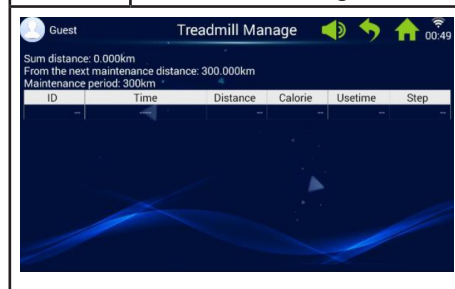 Guest Treadmill Manage 00:49
Sum distance: 0.000km
From the next maintenance distance: 300.000km
Maintenance period: 300km
ID Time Distance Calorie Usetime Step
-- ---- -- -- -- --